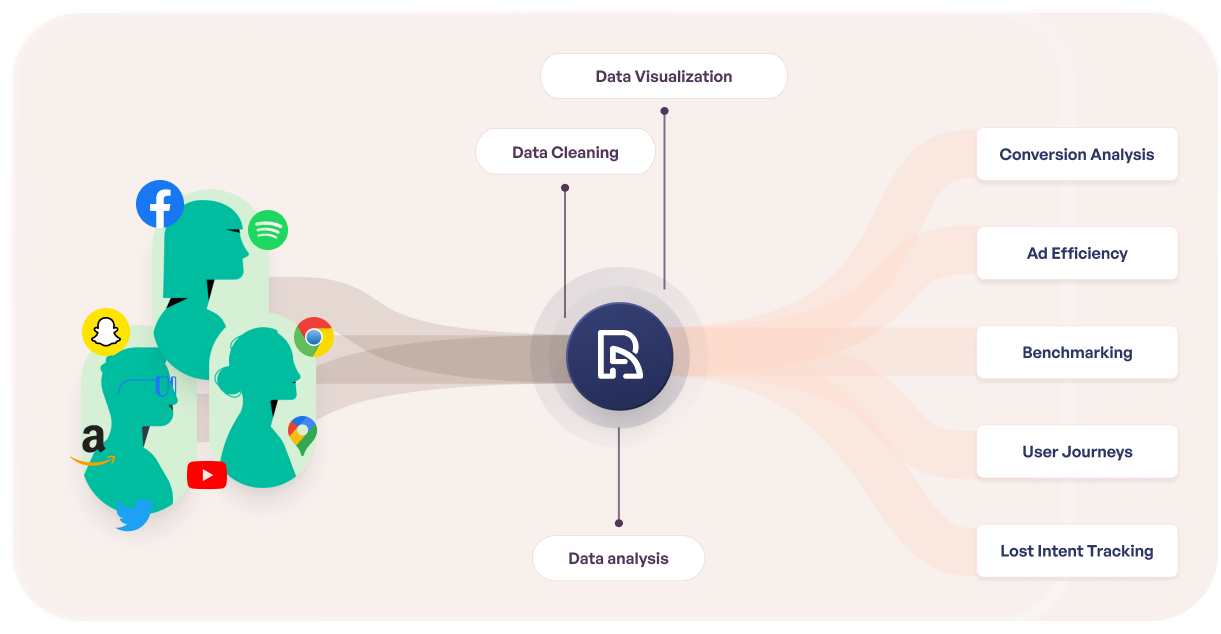 Data Visualization
Data Cleaning
Conversion Analysis
Ad Efficiency
Benchmarking
User Journeys
Lost Intent Tracking
Data analysis